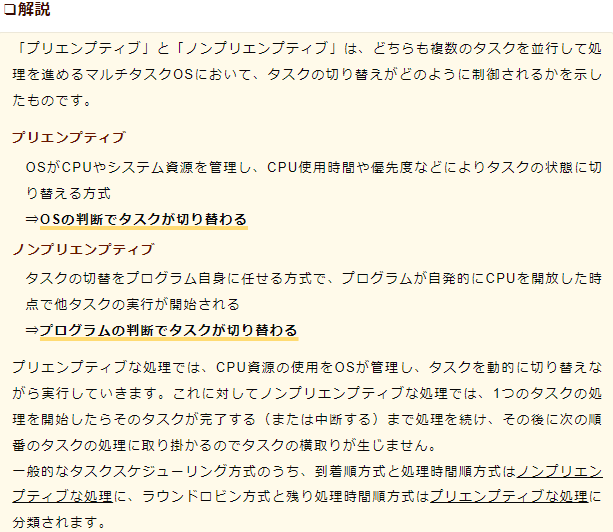 ❏解説
「プリエンプティブ」と「ノンプリエンプティブ」は、どちらも複数のタスクを並行して処
理を進めるマルチタスクOSにおいて、タスクの切り替えがどのように制御されるかを示し
たものです。
プリエンプティブ
OSがCPUやシステム資源を管理し、CPU使用時間や優先度などによりタスクの状態に切
り替える方式
⇒OSの判断でタスクが切り替わる
ノンプリエンプティブ
タスクの切替をプログラム自身に任せる方式で、プログラムが自発的にCPUを開放した時
点で他タスクの実行が開始される
⇒プログラムの判断でタスクが切り替わる
プリエンプティブな処理では、CPU資源の使用をOSが管理し、タスクを動的に切り替えな
がら実行していきます。これに対してノンプリエンプティブな処理では、1つのタスクの処
理を開始したらそのタスクが完了する（または中断する）まで処理を続け、その後に次の順
番のタスクの処理に取り掛かるのでタスクの横取りが生じません。
一般的なタスクスケジューリング方式のうち、到着順方式と処理時間順方式はノンプリエン
プティブな処理に、ラウンドロビン方式と残り処理時間順方式はプリエンプティブな処理に
分類されます。